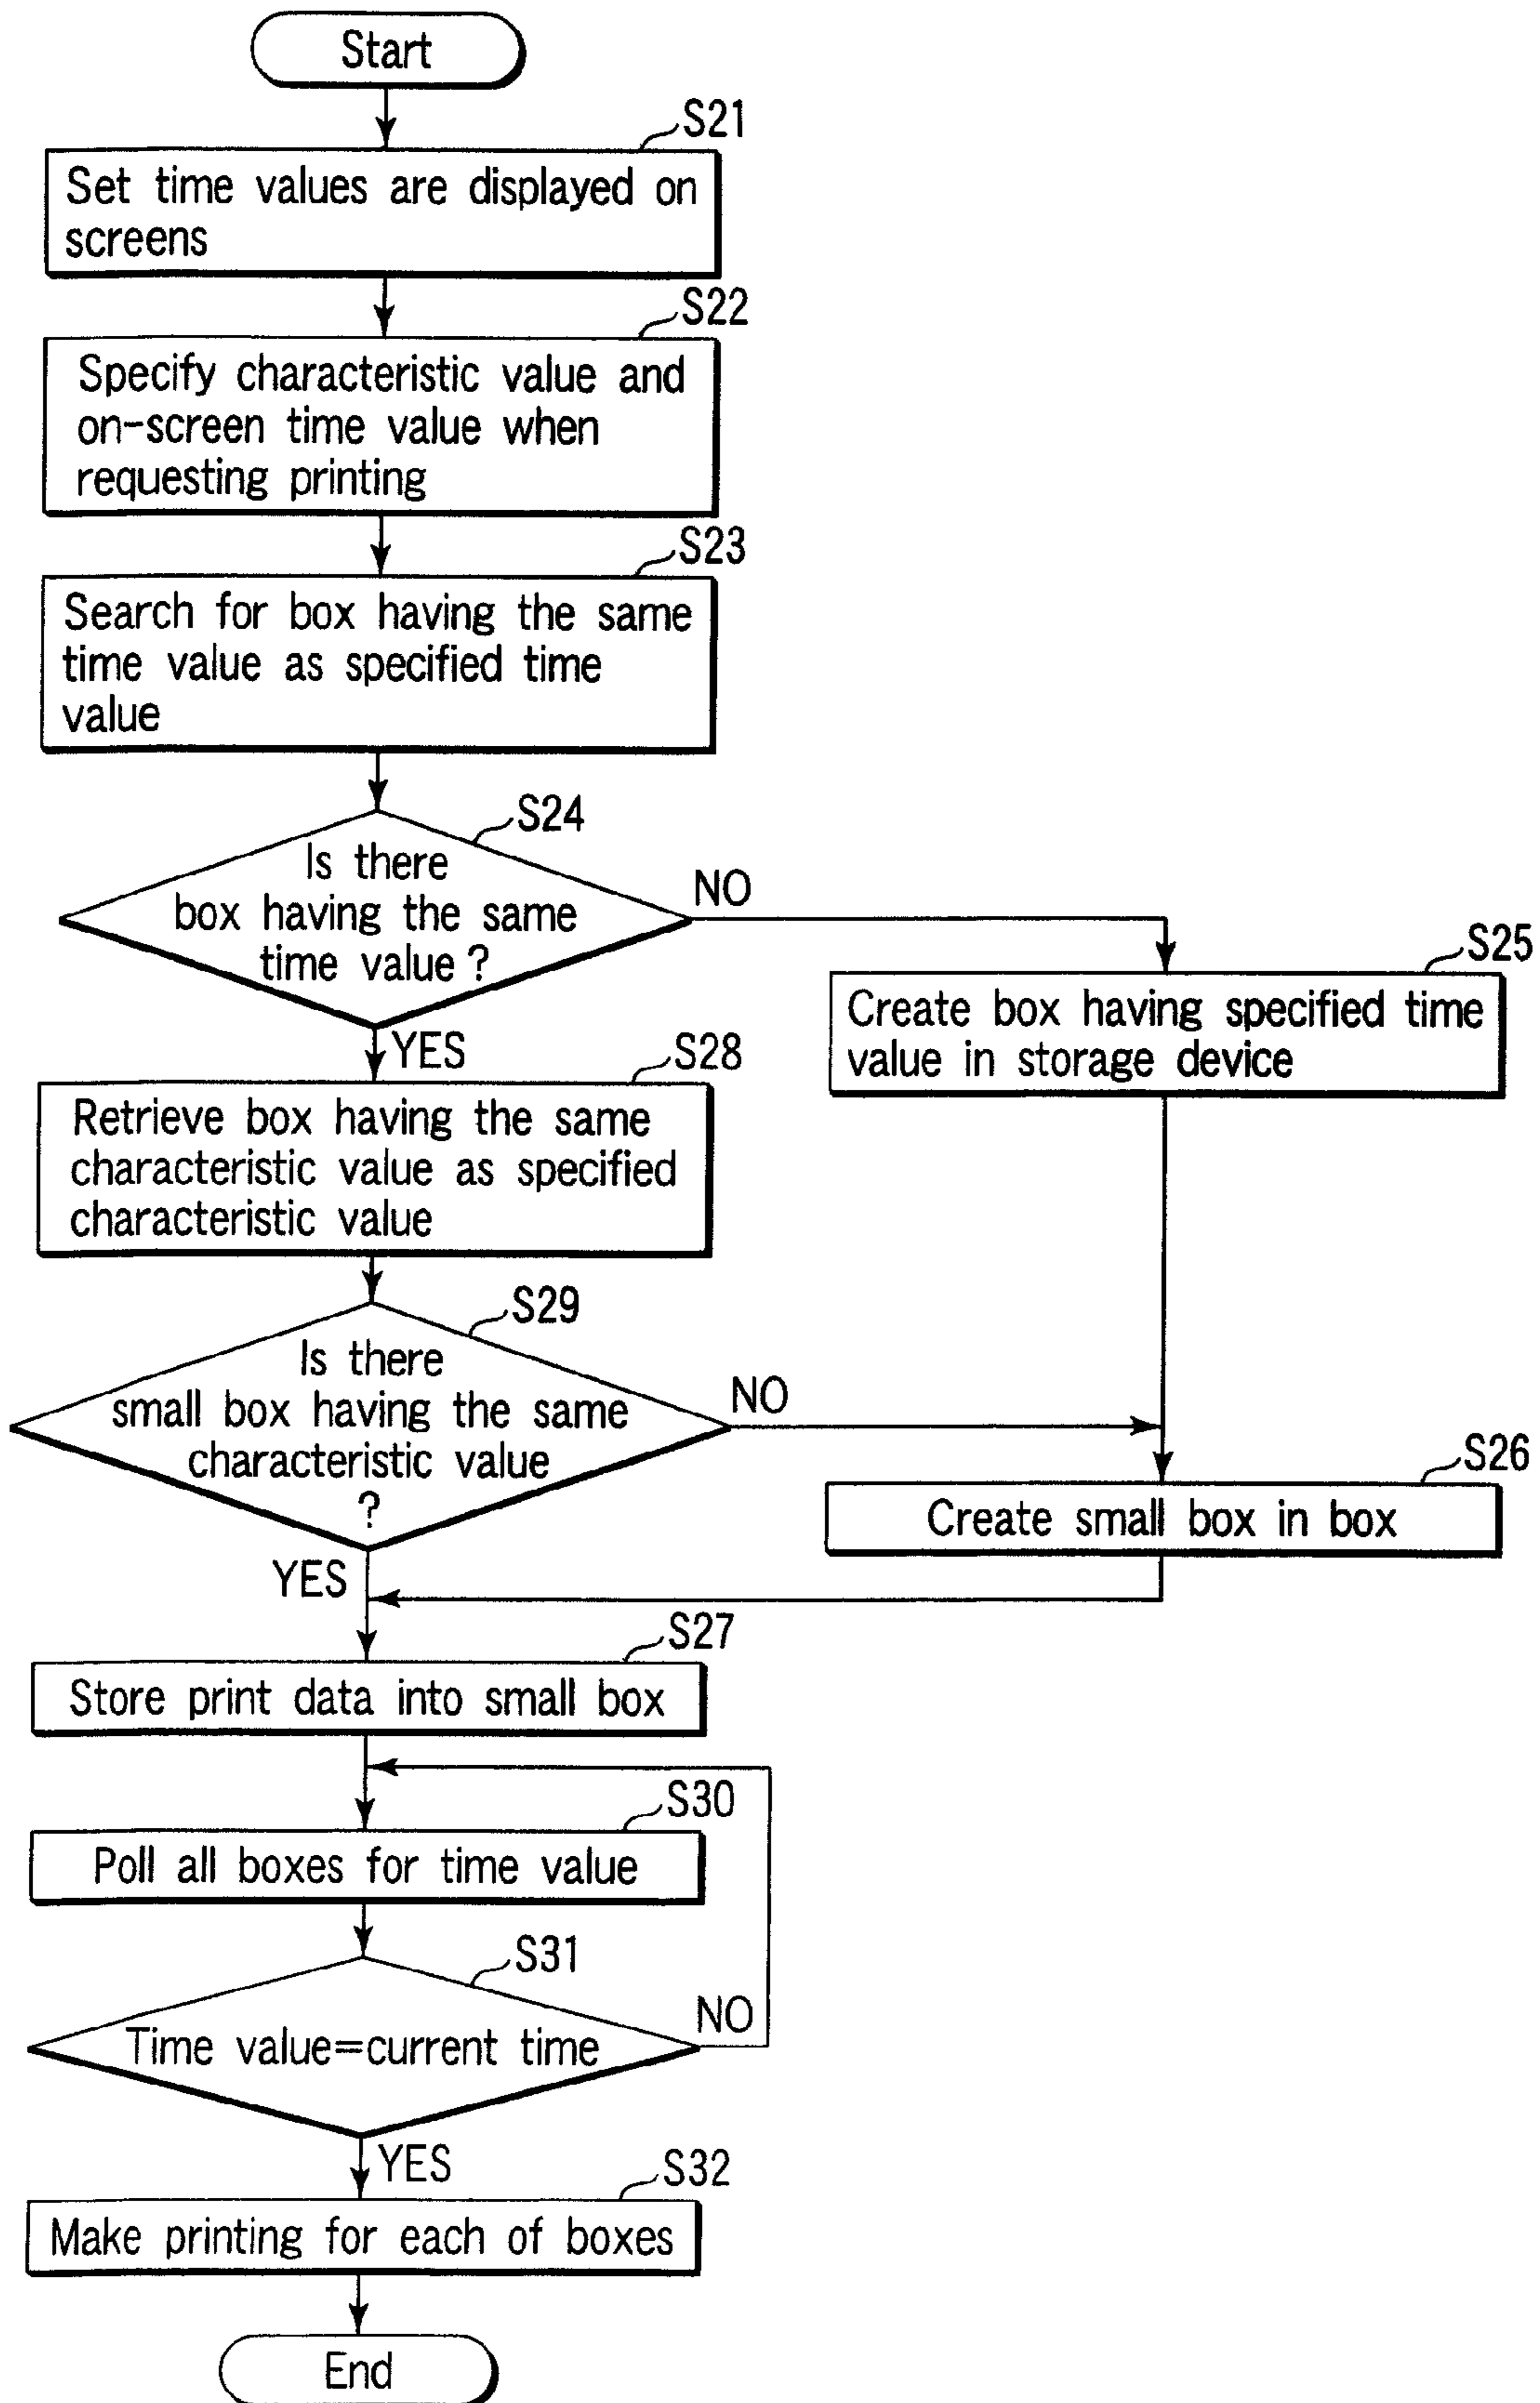 Start
S21
Set time values are displayed on
screens
S22
Specify characteristic value and
on-screen time value when
requesting printing
S23
Search for box having the same
time value as specified time
value
S24
Is there
box having the same
time value ?
NO
YES
S25
Create box having specified time
value in storage device
S28
Retrieve box having the same
characteristic value as specified
characteristic value
S29
Is there
small box having the same
characteristic value
?
NO
YES
S26
Create small box in box
S27
Store print data into small box
S30
Poll all boxes for time value
S31
Time value=current time
NO
YES
S32
Make printing for each of boxes
End